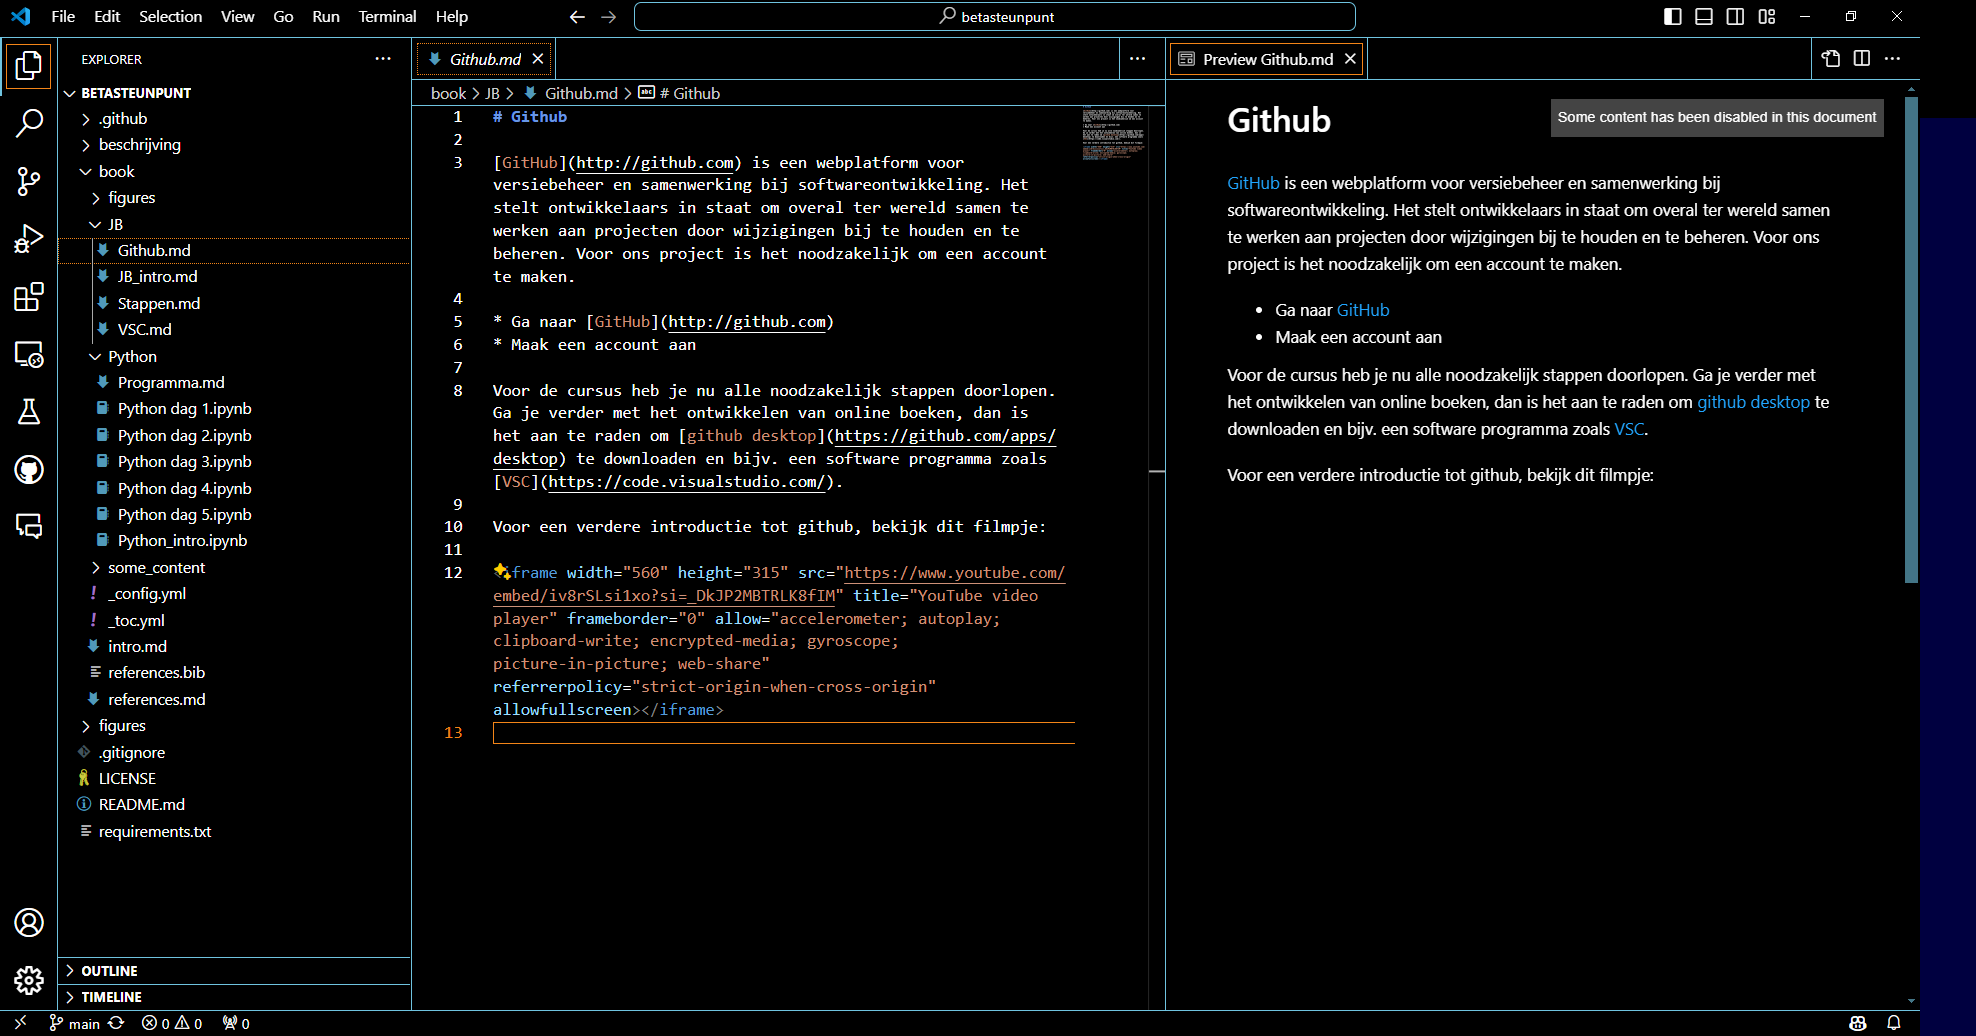 File Edit Selection View Go Run Terminal Help
betasteunpunt
EXPLORER
BETASTEUNPUNT
.github
beschrijving
book
figures
JB
Github.md
JB_intro.md
Stappen.md
VSC.md
Python
Programma.md
Python dag 1.ipynb
Python dag 2.ipynb
Python dag 3.ipynb
Python dag 4.ipynb
Python dag 5.ipynb
Python_intro.ipynb
some_content
_config.yml
_toc.yml
intro.md
references.bib
references.md
figures
.gitignore
LICENSE
README.md
requirements.txt
OUTLINE
TIMELINE
Github.md
book > JB > Github.md > # Github
1 # Github
2
3 [GitHub](http://github.com) is een webplatform voor
versiebeheer en samenwerking bij softwareontwikkeling. Het
stelt ontwikkelaars in staat om overal ter wereld samen te
werken aan projecten door wijzigingen bij te houden en te
beheren. Voor ons project is het noodzakelijk om een account
te maken.
4
5 * Ga naar [GitHub](http://github.com)
6 * Maak een account aan
7
8 Voor de cursus heb je nu alle noodzakelijk stappen doorlopen.
Ga je verder met het ontwikkelen van online boeken, dan is
het aan te raden om [github desktop](https://github.com/apps/
desktop) te downloaden en bijv. een software programma zoals
[VSC](https://code.visualstudio.com/).
9
10 Voor een verdere introductie tot github, bekijk dit filmpje:
11
12 iframe width="560" height="315" src="https://www.youtube.com/
embed/iv8rSLsi1xo?si=_DkJP2MBTRLK8fIM" title="YouTube video
player" frameborder="0" allow="accelerometer; autoplay;
clipboard-write; encrypted-media; gyroscope;
picture-in-picture; web-share"
referrerpolicy="strict-origin-when-cross-origin"
allowfullscreen></iframe>
13
Preview Github.md
Github
Some content has been disabled in this document
GitHub is een webplatform voor versiebeheer en samenwerking bij
softwareontwikkeling. Het stelt ontwikkelaars in staat om overal ter wereld samen
te werken aan projecten door wijzigingen bij te houden en te beheren. Voor ons
project is het noodzakelijk om een account te maken.
• Ga naar GitHub
• Maak een account aan
Voor de cursus heb je nu alle noodzakelijk stappen doorlopen. Ga je verder met
het ontwikkelen van online boeken, dan is het aan te raden om github desktop te
downloaden en bijv. een software programma zoals VSC.
Voor een verdere introductie tot github, bekijk dit filmpje:
main 0 0 0